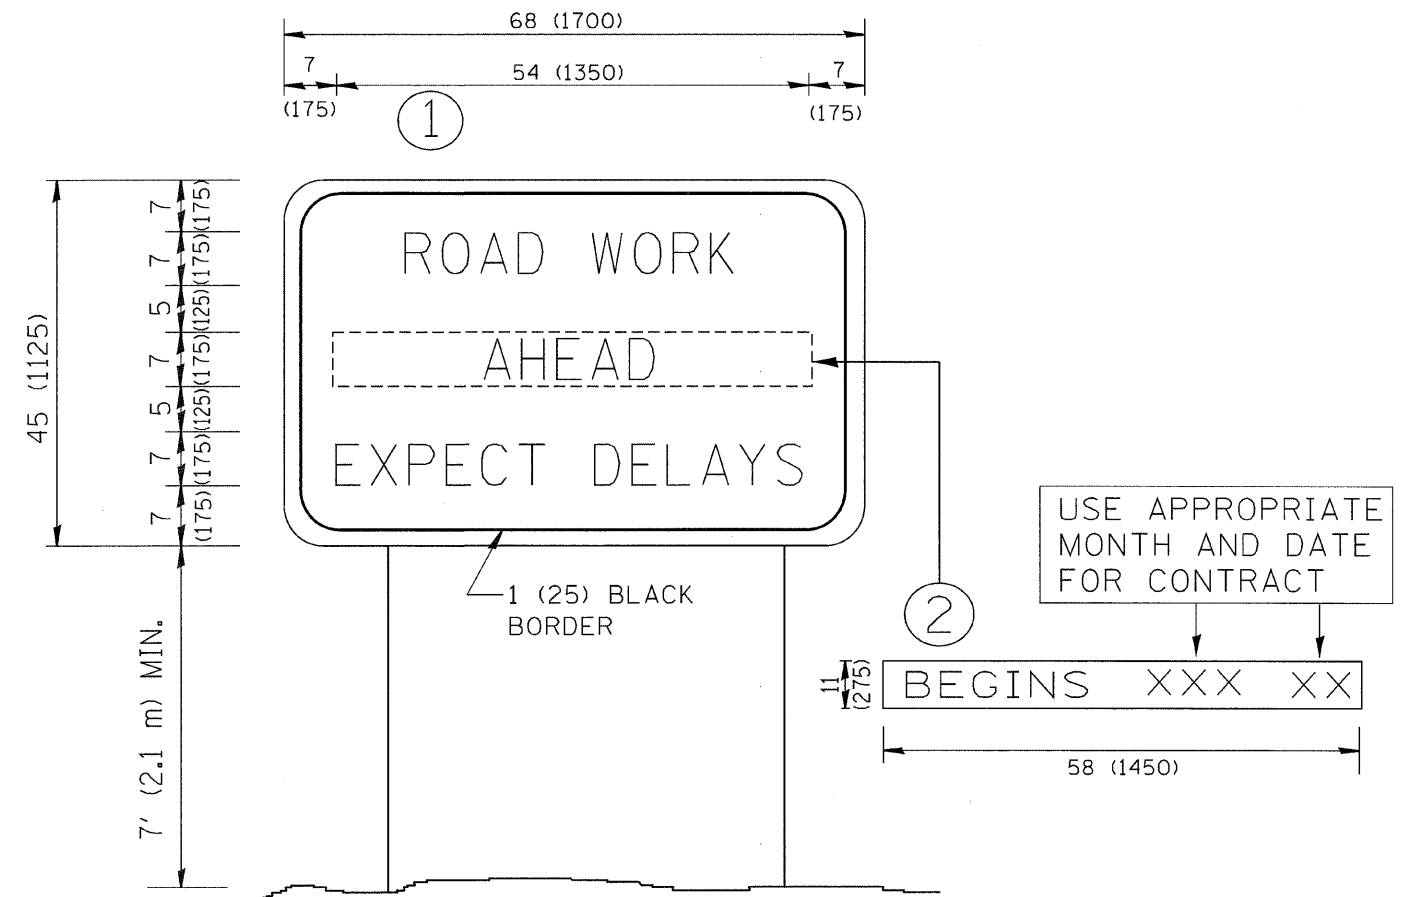 68 (1700)
7
54 (1350)
7
(175)
(175)
1
45 (1125)
7
(175)
7
(175)
5
(125)
7
(175)
5
(125)
7
(175)
7
(175)
ROAD WORK
AHEAD
EXPECT DELAYS
1 (25) BLACK
BORDER
7' (2.1 m) MIN.
USE APPROPRIATE
MONTH AND DATE
FOR CONTRACT
2
11
(275)
BEGINS XXX XX
58 (1450)